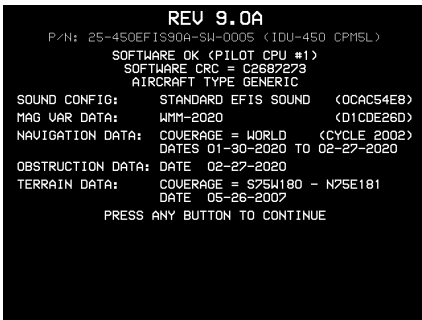 REV 9.0A
P/N: 25-450EFIS90A-SW-0005 (IDU-450 CPM5L)
SOFTWARE OK (PILOT CPU #1)
SOFTWARE CRC = C2687273
AIRCRAFT TYPE GENERIC
SOUND CONFIG: STANDARD EFIS SOUND (0CAC54E8)
MAG VAR DATA: WMM-2020 (D1CDE26D)
NAVIGATION DATA: COVERAGE = WORLD (CYCLE 2002)
DATES 01-30-2020 TO 02-27-2020
OBSTRUCTION DATA: DATE 02-27-2020
TERRAIN DATA: COVERAGE = S75W180 - N75E181
DATE 05-26-2007
PRESS ANY BUTTON TO CONTINUE